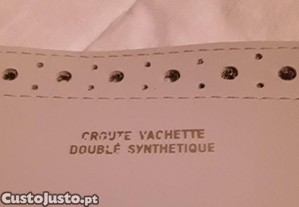 CROUTE VACHETTE
DOUBLÉ SYNTHETIQUE
CustoJusto.pt